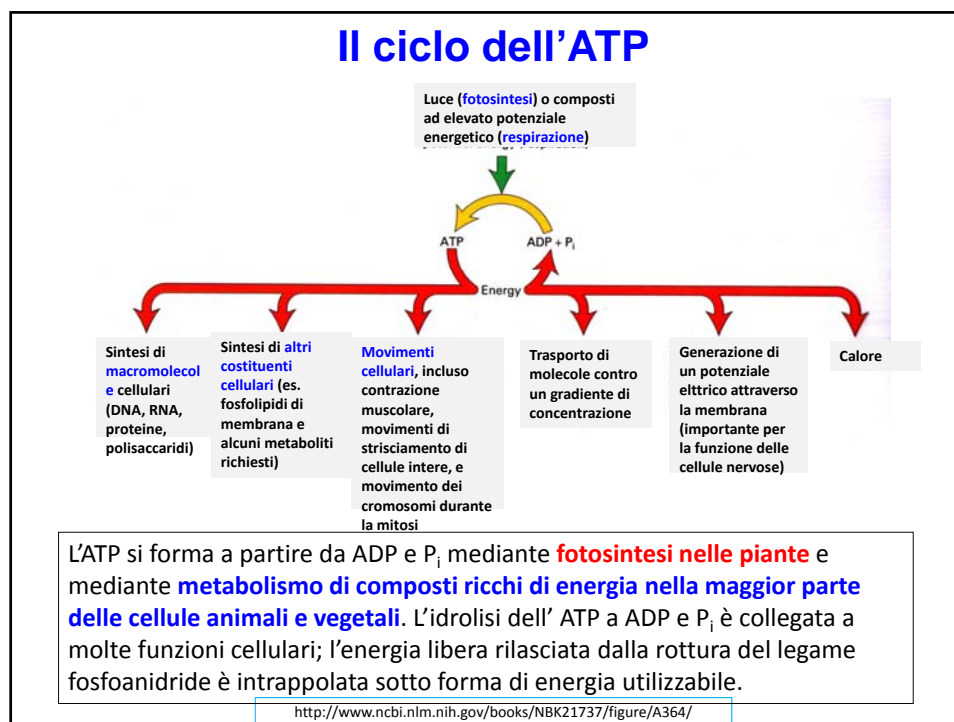 Il ciclo dell’ATP
Luce (fotosintesi) o composti
ad elevato potenziale
energetico (respirazione)
ATP
ADP + Pi
Energy
Sintesi di
macromolecol
e cellulari
(DNA, RNA,
proteine,
polisaccaridi)
Sintesi di altri
costituenti
cellulari (es.
fosfolipidi di
membrana e
alcuni metaboliti
richiesti)
Movimenti
cellulari, incluso
contrazione
muscolare,
movimenti di
strisciamento di
cellule intere, e
movimento dei
cromosomi durante
la mitosi
Trasporto di
molecole contro
un gradiente di
concentrazione
Generazione di
un potenziale
elttrico attraverso
la membrana
(importante per
la funzione delle
cellule nervose)
Calore
L’ATP si forma a partire da ADP e Pi mediante fotosintesi nelle piante e
mediante metabolismo di composti ricchi di energia nella maggior parte
delle cellule animali e vegetali. L’idrolisi dell’ ATP a ADP e Pi è collegata a
molte funzioni cellulari; l’energia libera rilasciata dalla rottura del legame
fosfoanidride è intrappolata sotto forma di energia utilizzabile.
http://www.ncbi.nlm.nih.gov/books/NBK21737/figure/A364/